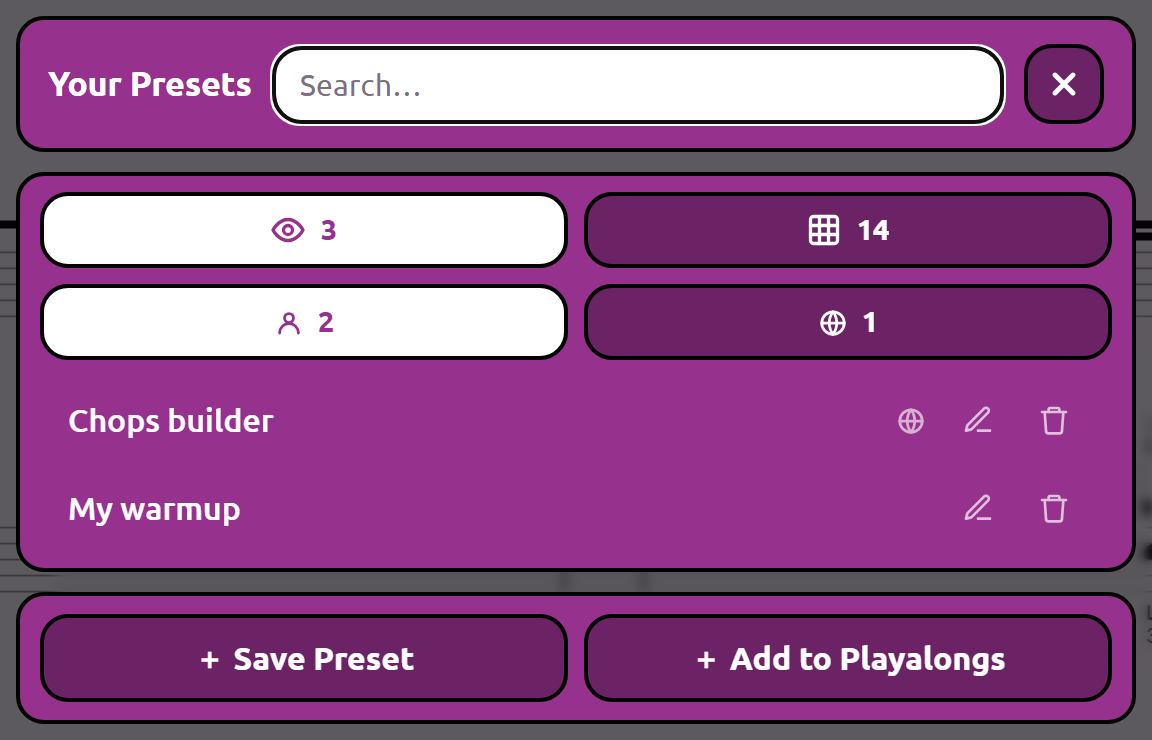 Your Presets
Search...
3
14
2
1
Chops builder
My warmup
+ Save Preset
+ Add to Playalongs